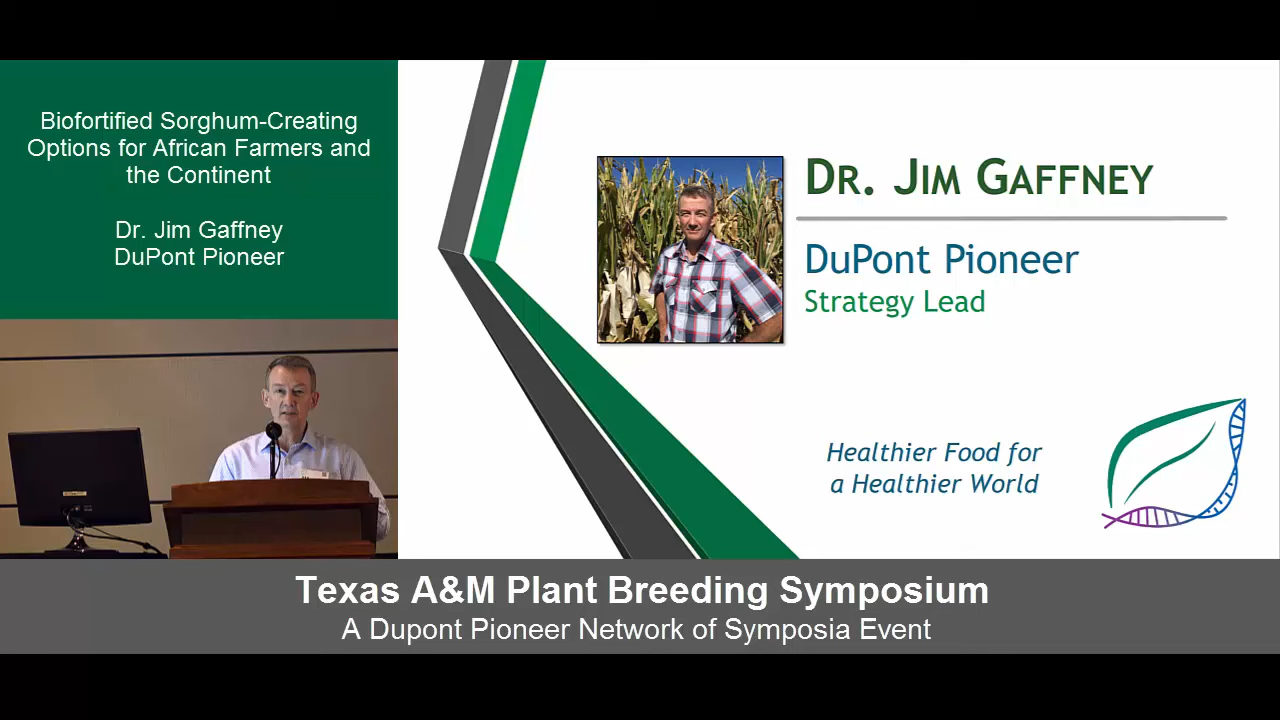 Biofortified Sorghum-Creating
Options for African Farmers and
the Continent
Dr. Jim Gaffney
DuPont Pioneer
DR. JIM GAFFNEY
DuPont Pioneer
Strategy Lead
Healthier Food for
a Healthier World
Texas A&M Plant Breeding Symposium
A Dupont Pioneer Network of Symposia Event